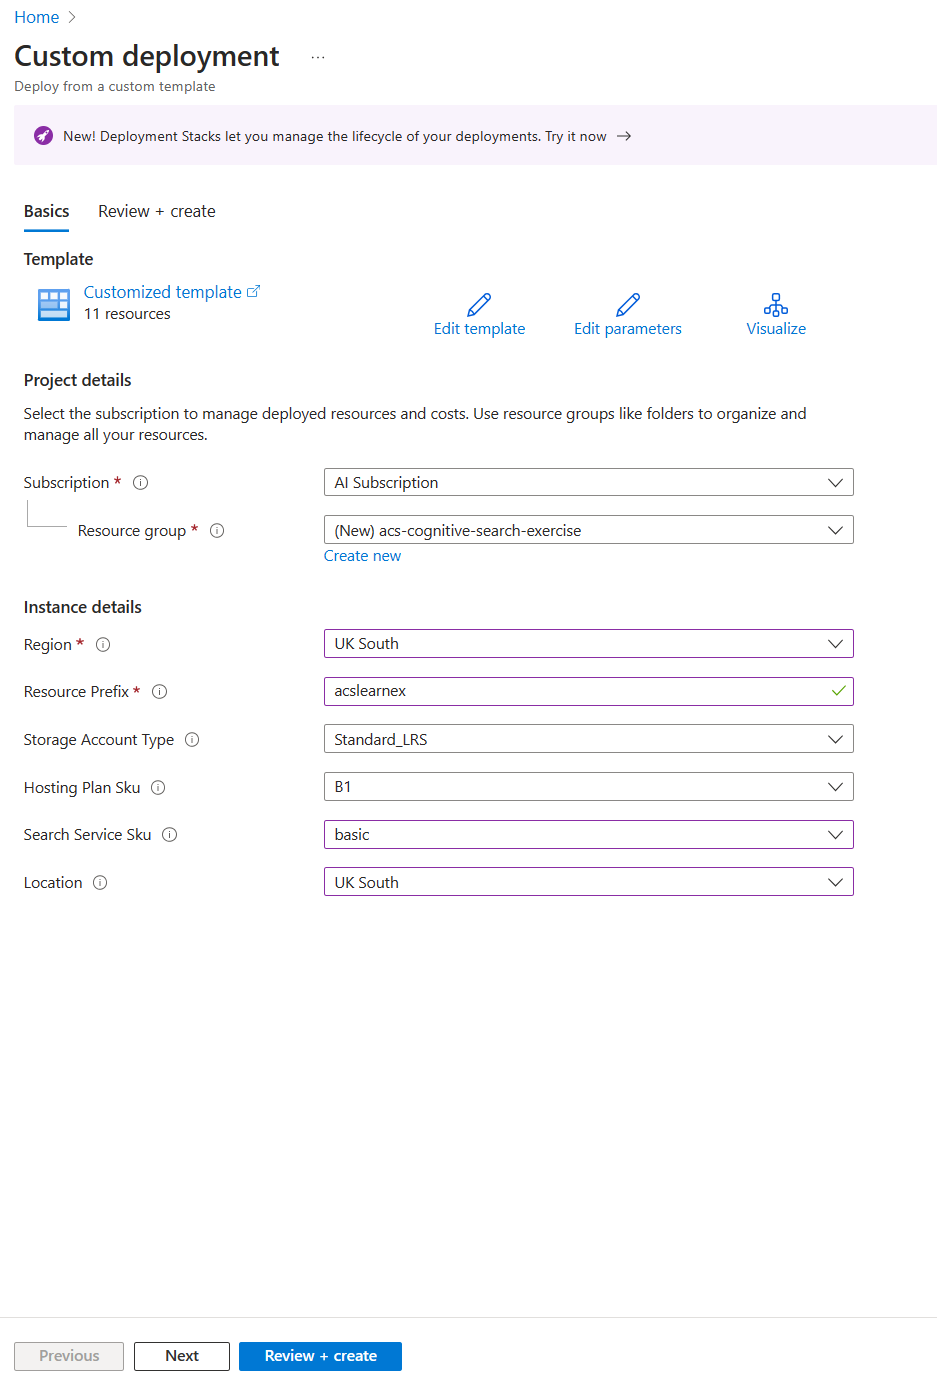 Home
Custom deployment ...
Deploy from a custom template
New! Deployment Stacks let you manage the lifecycle of your deployments. Try it now →
Basics
Review + create
Template
Customized template
11 resources
Edit template
Edit parameters
Visualize
Project details
Select the subscription to manage deployed resources and costs. Use resource groups like folders to organize and
manage all your resources.
Subscription *
AI Subscription
Resource group *
(New) acs-cognitive-search-exercise
Create new
Instance details
Region *
UK South
Resource Prefix *
acslearnex
Storage Account Type
Standard_LRS
Hosting Plan Sku
B1
Search Service Sku
basic
Location
UK South
Previous
Next
Review + create